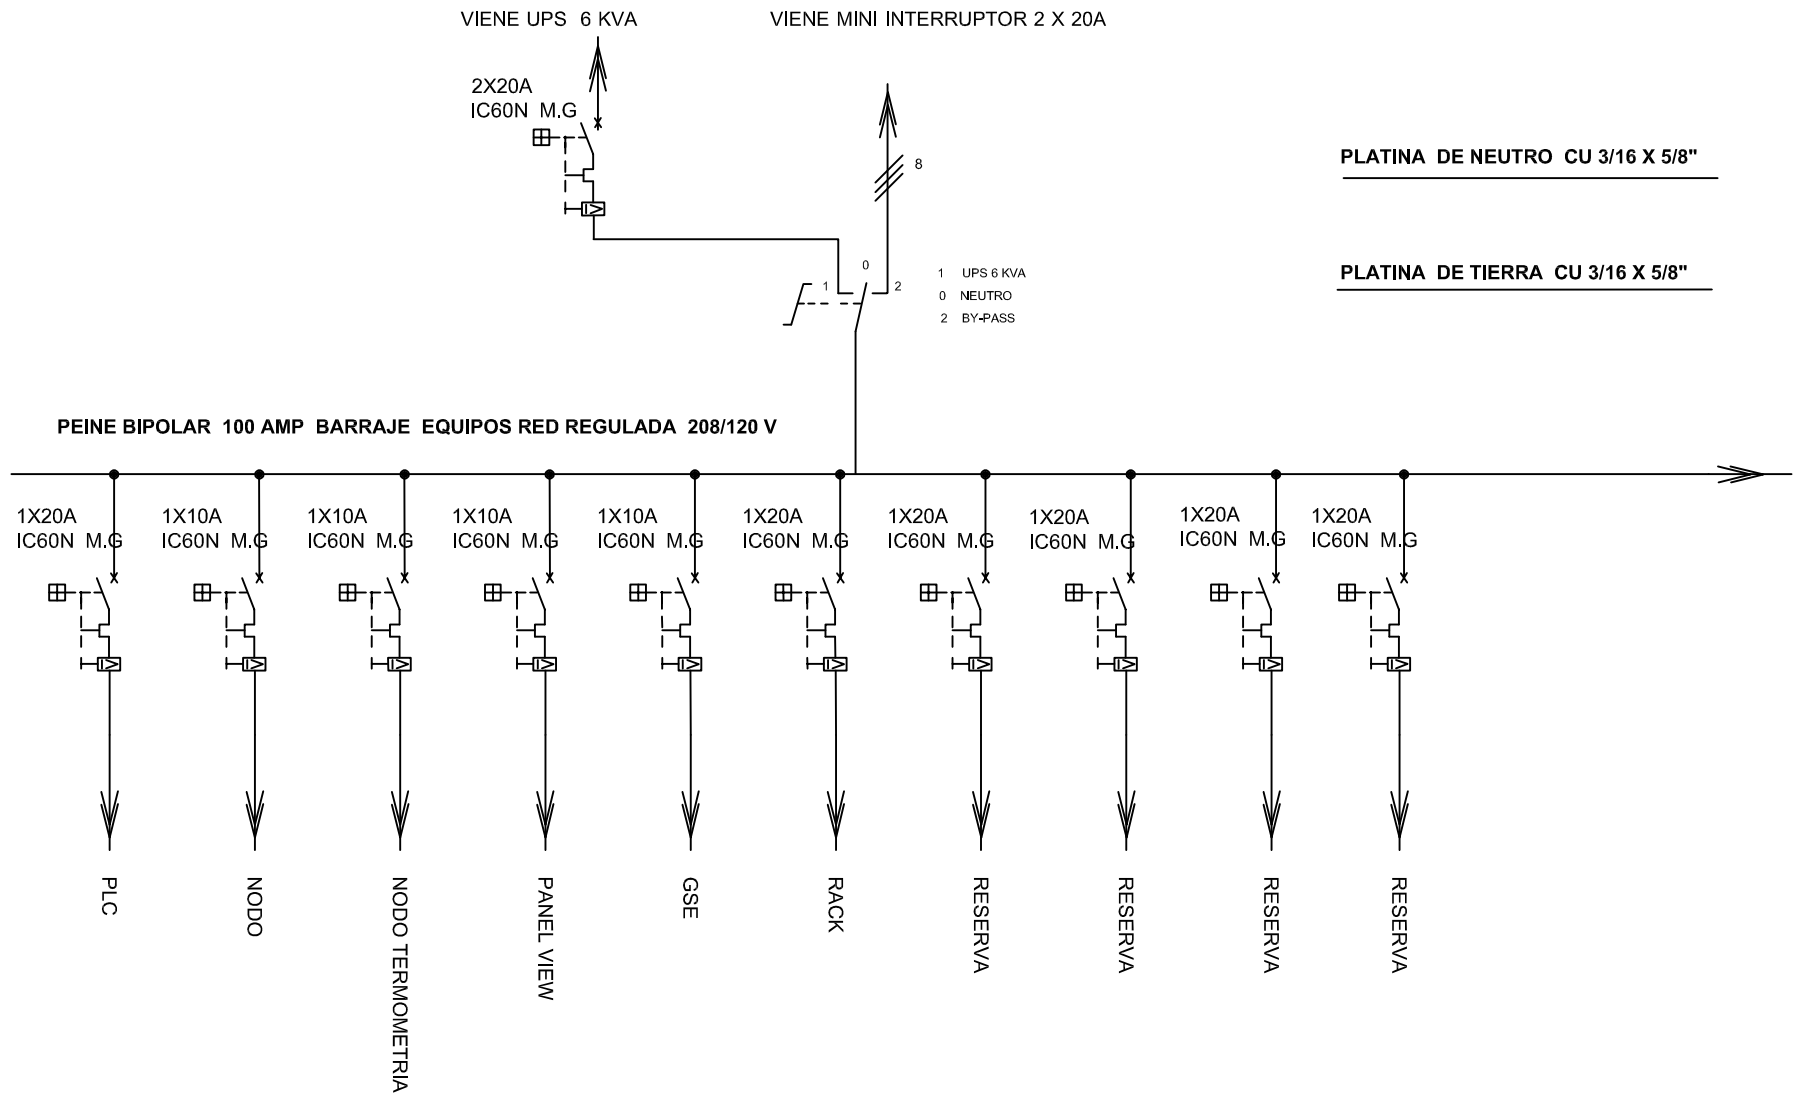 VIENE UPS 6 KVA
VIENE MINI INTERRUPTOR 2 X 20A
2X20A
IC60N M.G
8
PLATINA DE NEUTRO CU 3/16 X 5/8"
PLATINA DE TIERRA CU 3/16 X 5/8"
0
1
2
1 UPS 6 KVA
0 NEUTRO
2 BY-PASS
PEINE BIPOLAR 100 AMP BARRAJE EQUIPOS RED REGULADA 208/120 V
1X20A
IC60N M.G
1X10A
IC60N M.G
1X10A
IC60N M.G
1X10A
IC60N M.G
1X10A
IC60N M.G
1X20A
IC60N M.G
1X20A
IC60N M.G
1X20A
IC60N M.G
1X20A
IC60N M.G
1X20A
IC60N M.G
PLC
NODO
NODO TERMOMETRIA
PANEL VIEW
GSE
RACK
RESERVA
RESERVA
RESERVA
RESERVA